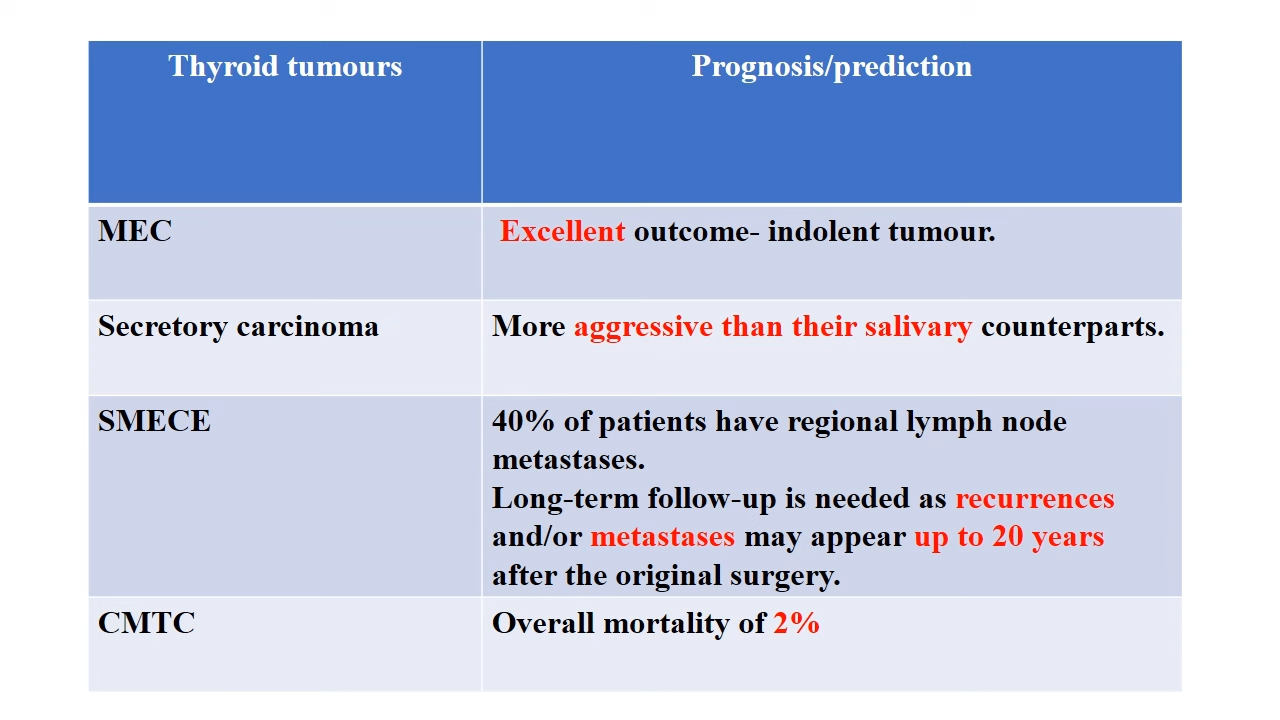 Thyroid tumours
Prognosis/prediction
MEC
Excellent outcome- indolent tumour.
Secretory carcinoma
More aggressive than their salivary counterparts.
SMECE
40% of patients have regional lymph node
metastases.
Long-term follow-up is needed as recurrences
and/or metastases may appear up to 20 years
after the original surgery.
CMTC
Overall mortality of 2%